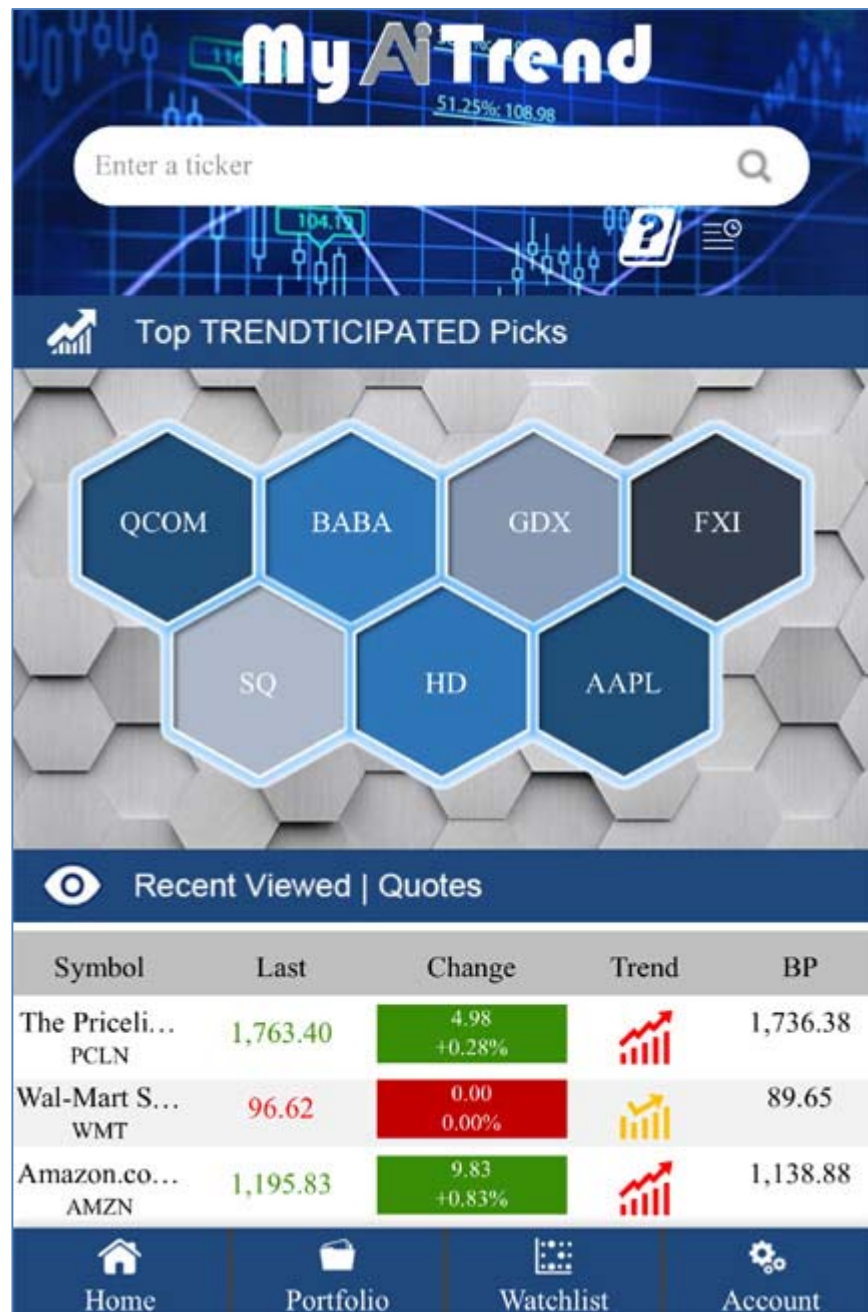 My Ai Trend
51.25%; 108.98
Enter a ticker
104.19
Top TRENDTICIPATED Picks
QCOM BABA GDX FXI
SQ HD AAPL
Recent Viewed | Quotes
Symbol Last Change Trend BP
The Priceli... 1,763.40 4.98 1,736.38
PCLN +0.28%
Wal-Mart S... 96.62 0.00 89.65
WMT 0.00%
Amazon.co... 1,195.83 9.83 1,138.88
AMZN +0.83%
Home Portfolio Watchlist Account